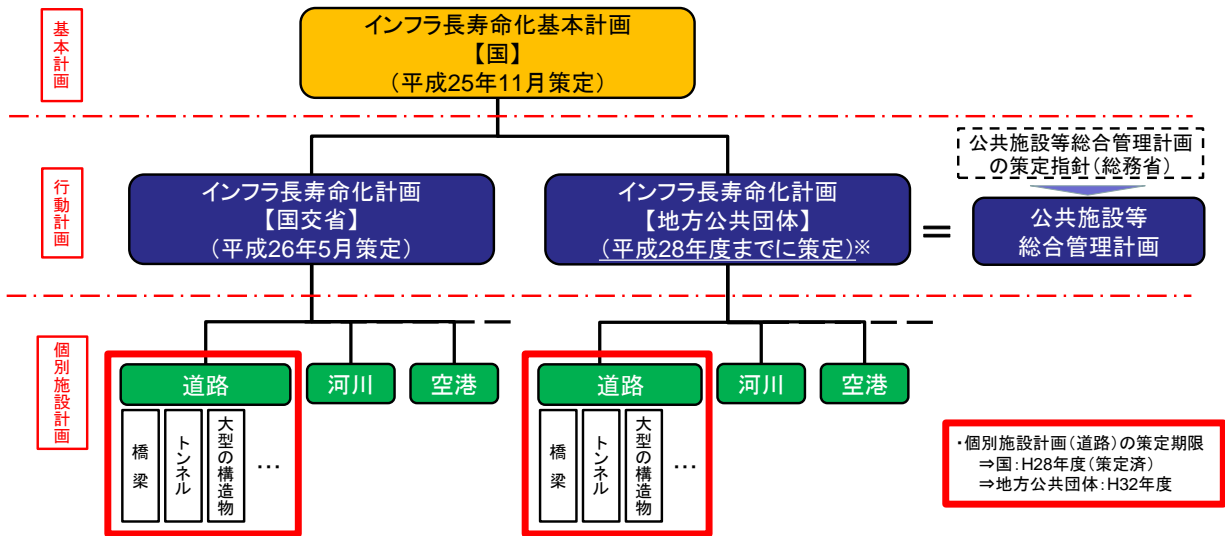 基本計画
インフラ長寿命化基本計画
【国】
（平成25年11月策定）
行動計画
インフラ長寿命化計画
【国交省】
（平成26年5月策定）
インフラ長寿命化計画
【地方公共団体】
（平成28年度までに策定）※
＝
公共施設等総合管理計画
の策定指針（総務省）
公共施設等
総合管理計画
個別施設計画
道路
河川
空港
橋梁
トンネル
大型の構造物
…
道路
河川
空港
橋梁
トンネル
大型の構造物
…
・個別施設計画（道路）の策定期限
⇒国：H28年度（策定済）
⇒地方公共団体：H32年度